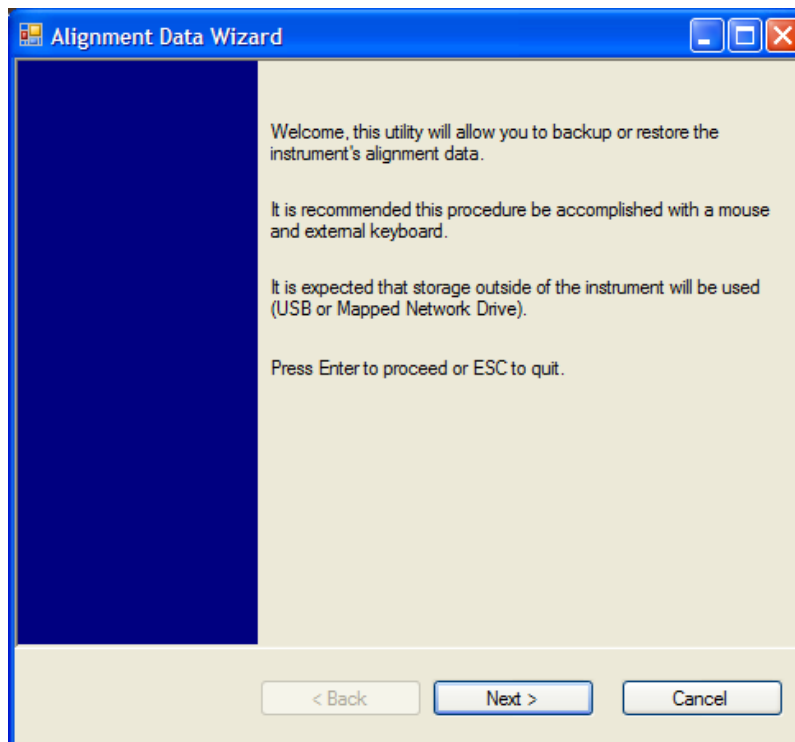 Alignment Data Wizard
Welcome, this utility will allow you to backup or restore the
instrument's alignment data.
It is recommended this procedure be accomplished with a mouse
and external keyboard.
It is expected that storage outside of the instrument will be used
(USB or Mapped Network Drive).
Press Enter to proceed or ESC to quit.
< Back
Next >
Cancel